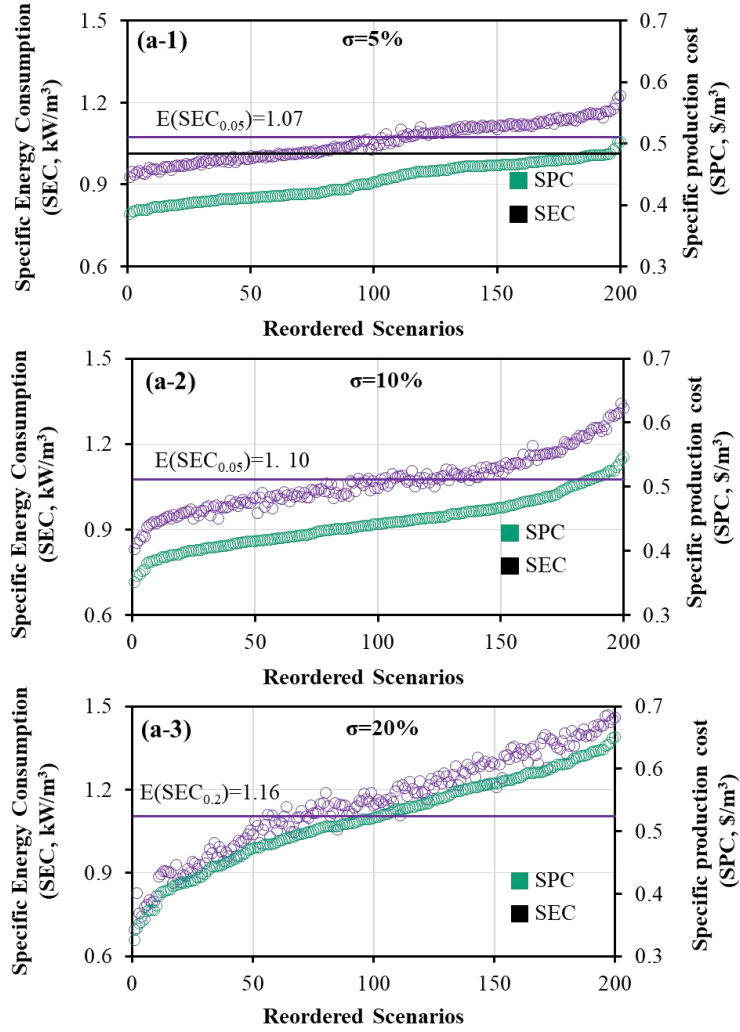 (a-1)
σ=5%
Specific Energy Consumption
(SEC, kW/m³)
1.5
1.2
0.9
0.6
E(SEC0.05)=1.07
SPC
SEC
0.7
0.6
0.5
0.4
0.3
Specific production cost
(SPC, $/m³)
0
50
100
150
200
Reordered Scenarios
(a-2)
σ=10%
Specific Energy Consumption
(SEC, kW/m³)
1.5
1.2
0.9
0.6
E(SEC0.05)=1. 10
SPC
SEC
0.7
0.6
0.5
0.4
0.3
Specific production cost
(SPC, $/m³)
0
50
100
150
200
Reordered Scenarios
(a-3)
σ=20%
Specific Energy Consumption
(SEC, kW/m³)
1.5
1.2
0.9
0.6
E(SEC0.2)=1.16
SPC
SEC
0.7
0.6
0.5
0.4
0.3
Specific production cost
(SPC, $/m³)
0
50
100
150
200
Reordered Scenarios